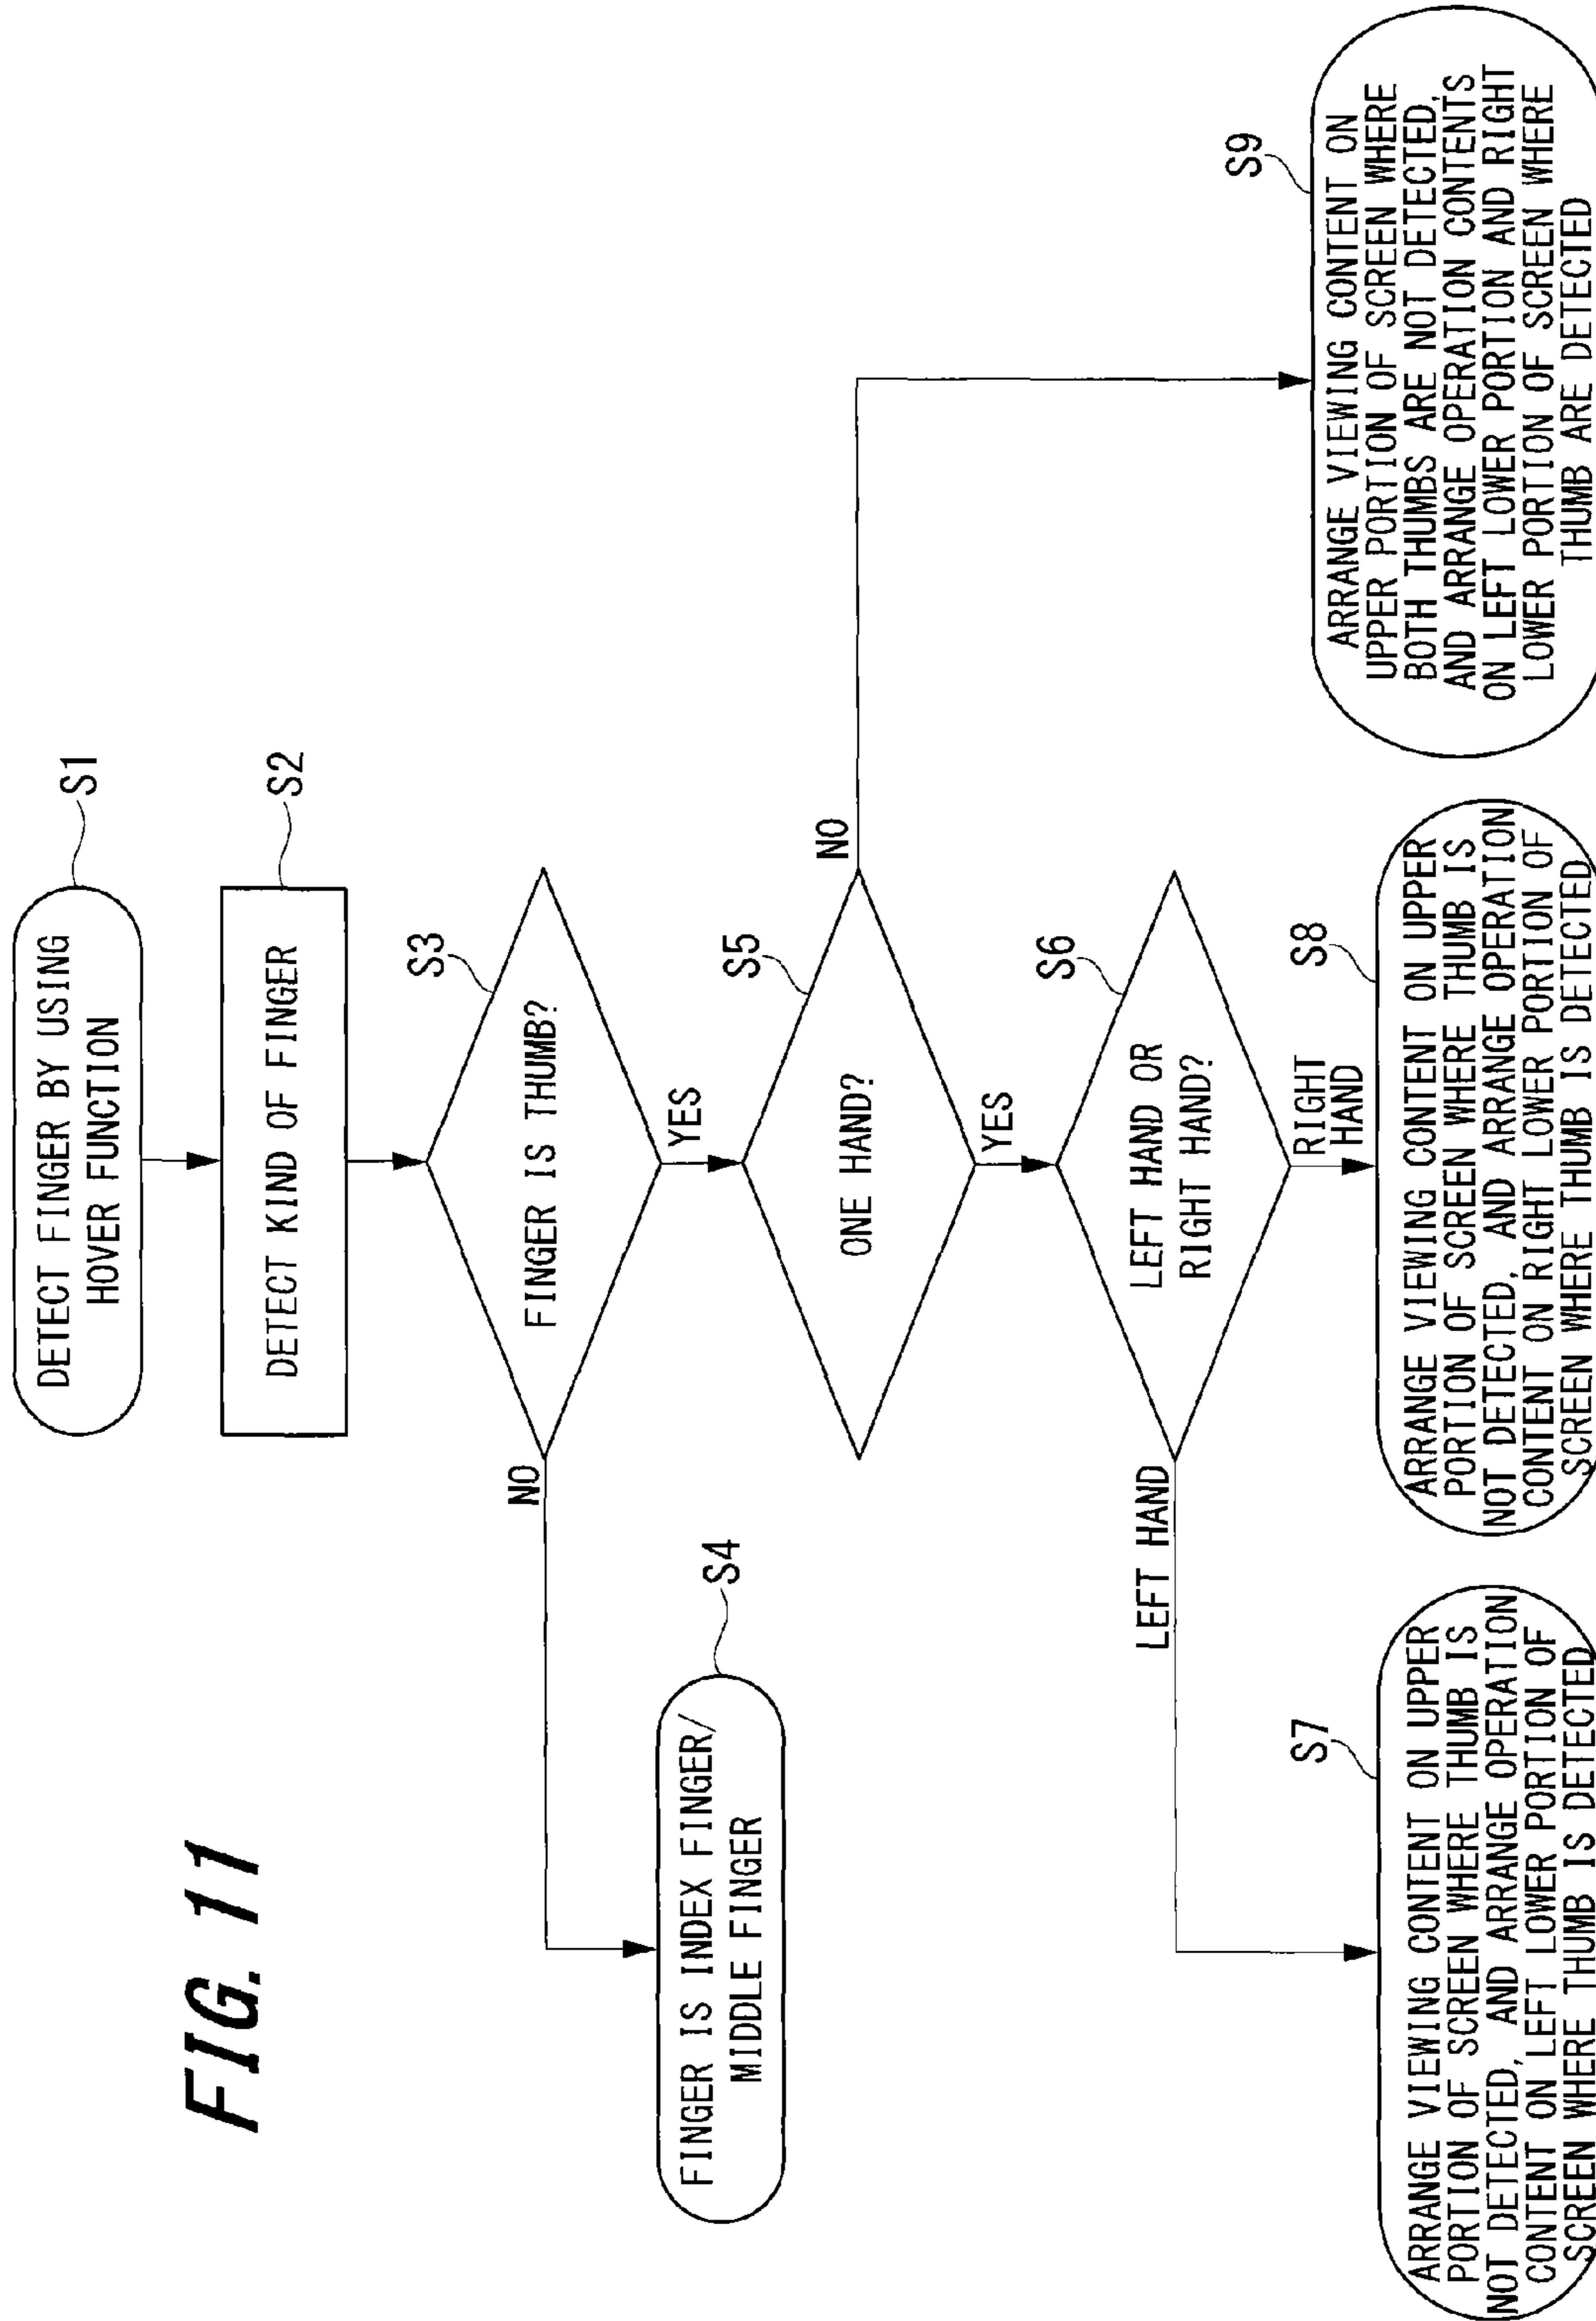 FIG. 11
DETECT FINGER BY USING
HOVER FUNCTION
S1
DETECT KIND OF FINGER
S2
FINGER IS THUMB?
S3
NO
YES
FINGER IS INDEX FINGER/
MIDDLE FINGER
S4
ONE HAND?
S5
NO
YES
LEFT HAND OR
RIGHT HAND?
S6
LEFT HAND
RIGHT
HAND
S7
ARRANGE VIEWING CONTENT ON UPPER
PORTION OF SCREEN WHERE THUMB IS
NOT DETECTED, AND ARRANGE OPERATION
CONTENT ON LEFT LOWER PORTION OF
SCREEN WHERE THUMB IS DETECTED
S8
ARRANGE VIEWING CONTENT ON UPPER
PORTION OF SCREEN WHERE THUMB IS
NOT DETECTED, AND ARRANGE OPERATION
CONTENT ON RIGHT LOWER PORTION OF
SCREEN WHERE THUMB IS DETECTED
S9
ARRANGE VIEWING CONTENT ON
UPPER PORTION OF SCREEN WHERE
BOTH THUMBS ARE NOT DETECTED,
AND ARRANGE OPERATION CONTENTS
ON LEFT LOWER PORTION AND RIGHT
LOWER PORTION OF SCREEN WHERE
THUMB ARE DETECTED